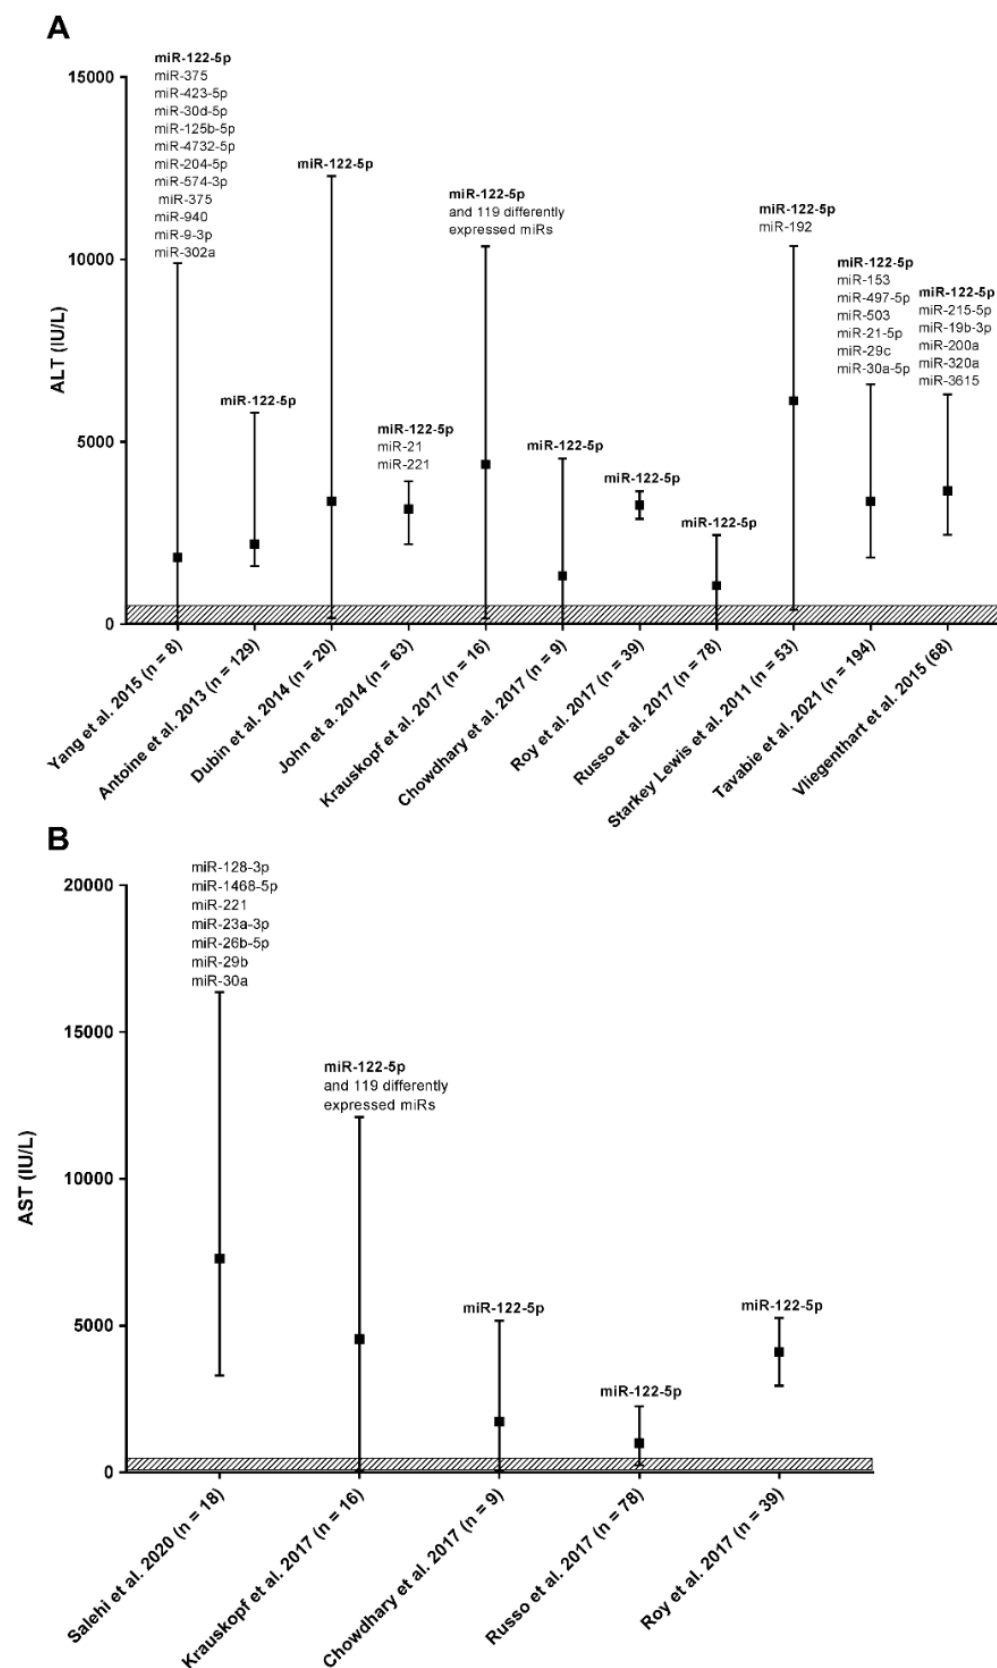 A
miR-122-5p
miR-375
miR-423-5p
miR-30d-5p
miR-125b-5p
miR-4732-5p
miR-204-5p
miR-574-3p
miR-375
miR-940
miR-9-3p
miR-302a
miR-122-5p
miR-122-5p
miR-122-5p
miR-21
miR-221
miR-122-5p
and 119 differently
expressed miRs
miR-122-5p
miR-122-5p
miR-122-5p
miR-122-5p
miR-192
miR-122-5p
miR-153
miR-497-5p
miR-503
miR-21-5p
miR-29c
miR-30a-5p
miR-122-5p
miR-215-5p
miR-19b-3p
miR-200a
miR-320a
miR-3615
15000
10000
5000
0
ALT (IU/L)
Yang et al. 2015 (n = 8)
Antoine et al. 2013 (n = 129)
Dubin et al. 2014 (n = 20)
John et a. 2014 (n = 63)
Krauskopf et al. 2017 (n = 16)
Chowdhary et al. 2017 (n = 9)
Roy et al. 2017 (n = 39)
Russo et al. 2017 (n = 78)
Starkey Lewis et al. 2011 (n = 53)
Tavabie et al. 2021 (n = 194)
Vliegenthart et al. 2015 (68)
B
miR-128-3p
miR-1468-5p
miR-221
miR-23a-3p
miR-26b-5p
miR-29b
miR-30a
miR-122-5p
and 119 differently
expressed miRs
miR-122-5p
miR-122-5p
miR-122-5p
20000
15000
10000
5000
0
AST (IU/L)
Salehi et al. 2020 (n = 18)
Krauskopf et al. 2017 (n = 16)
Chowdhary et al. 2017 (n = 9)
Russo et al. 2017 (n = 78)
Roy et al. 2017 (n = 39)